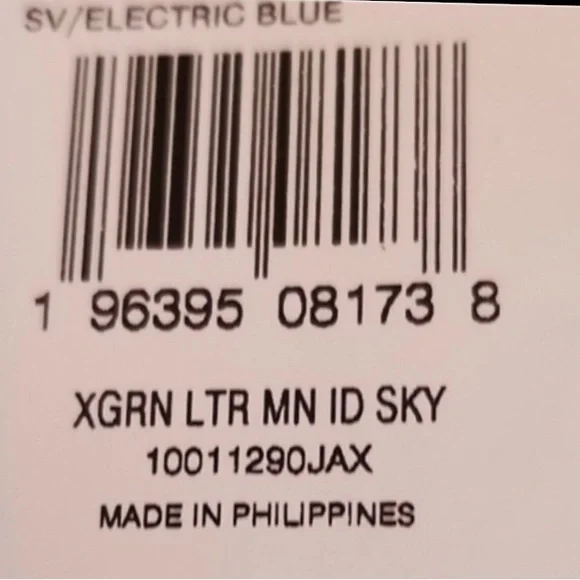 SV/ELECTRIC BLUE
1 96395 08173 8
XGRN LTR MN ID SKY
10011290JAX
MADE IN PHILIPPINES